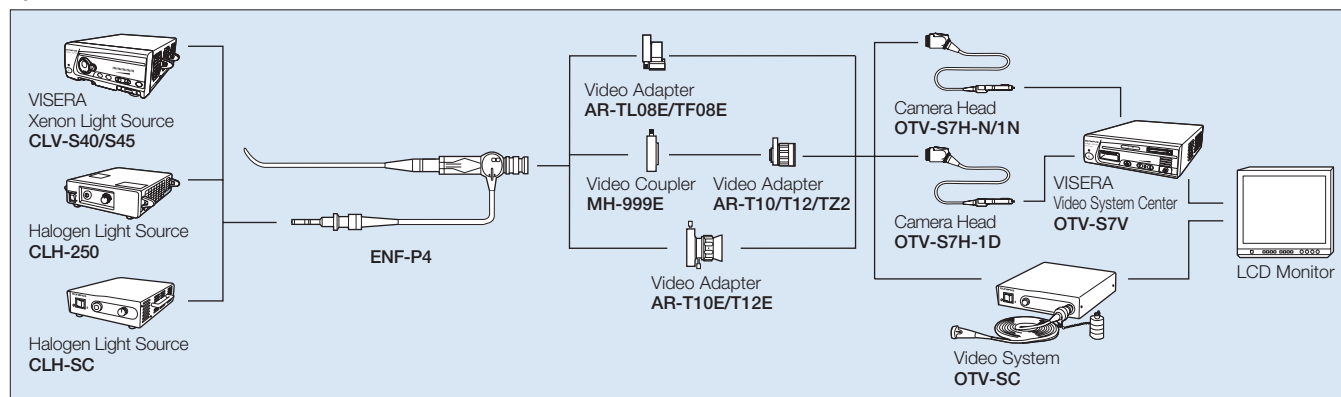 VISERA
Xenon Light Source
CLV-S40/S45
Halogen Light Source
CLH-250
Halogen Light Source
CLH-SC
ENF-P4
Video Adapter
AR-TL08E/TF08E
Video Coupler
MH-999E
Video Adapter
AR-T10/T12/TZ2
Video Adapter
AR-T10E/T12E
Camera Head
OTV-S7H-N/1N
Camera Head
OTV-S7H-1D
VISERA
Video System Center
OTV-S7V
Video System
OTV-SC
LCD Monitor